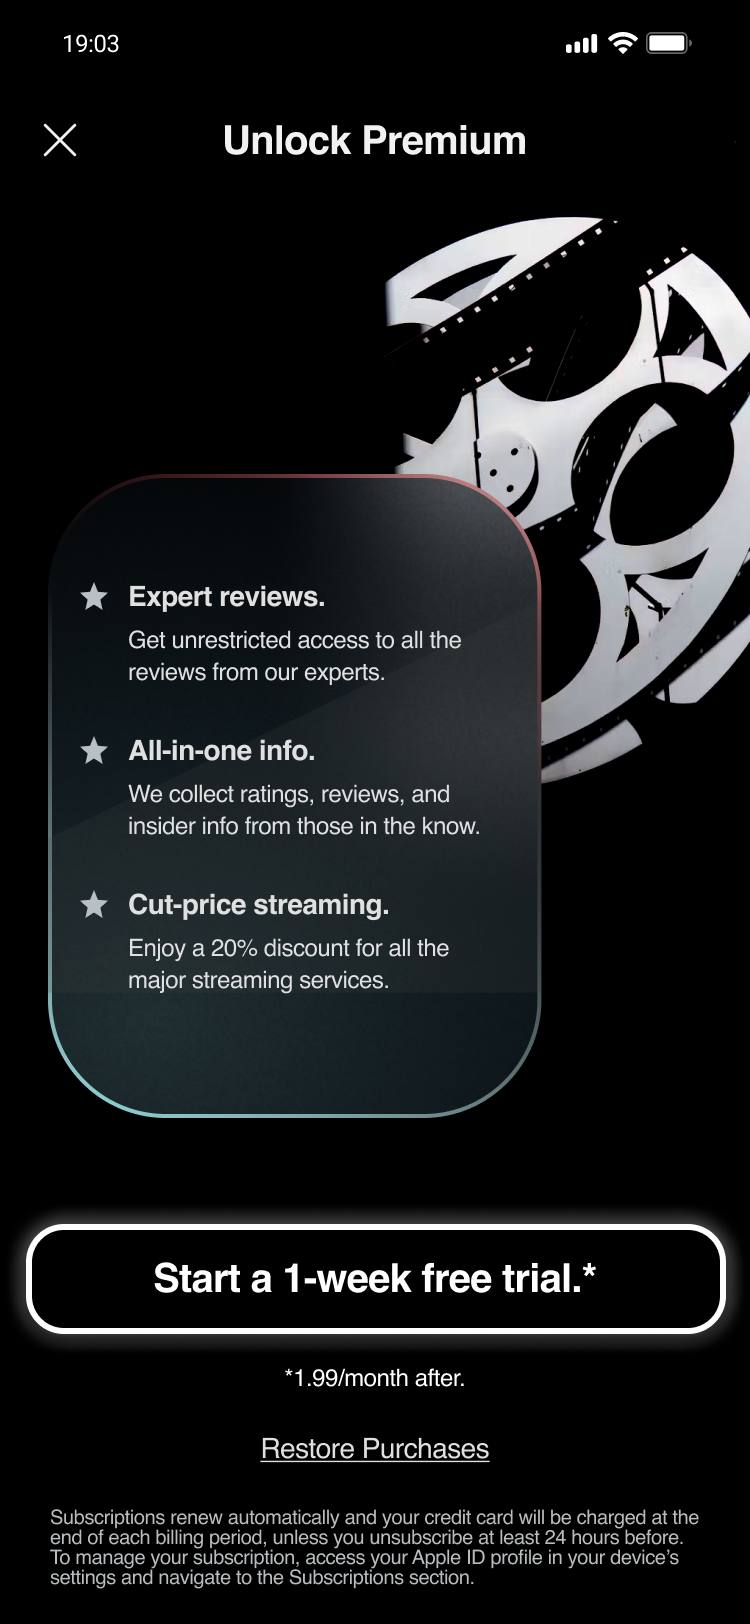 19:03
Unlock Premium
Expert reviews.
Get unrestricted access to all the
reviews from our experts.
All-in-one info.
We collect ratings, reviews, and
insider info from those in the know.
Cut-price streaming.
Enjoy a 20% discount for all the
major streaming services.
Start a 1-week free trial.*
*1.99/month after.
Restore Purchases
Subscriptions renew automatically and your credit card will be charged at the
end of each billing period, unless you unsubscribe at least 24 hours before.
To manage your subscription, access your Apple ID profile in your device’s
settings and navigate to the Subscriptions section.